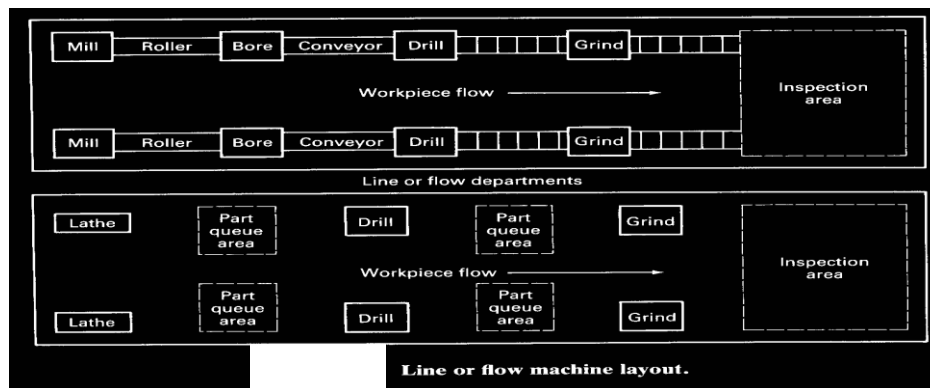 Mill Roller Bore Conveyor Drill Grind
Inspection
area
Workpiece flow
Mill Roller Bore Conveyor Drill Grind
Line or flow departments
Lathe
Part
queue
area
Drill
Part
queue
area
Grind
Inspection
area
Workpiece flow
Lathe
Part
queue
area
Drill
Part
queue
area
Grind
Line or flow machine layout.